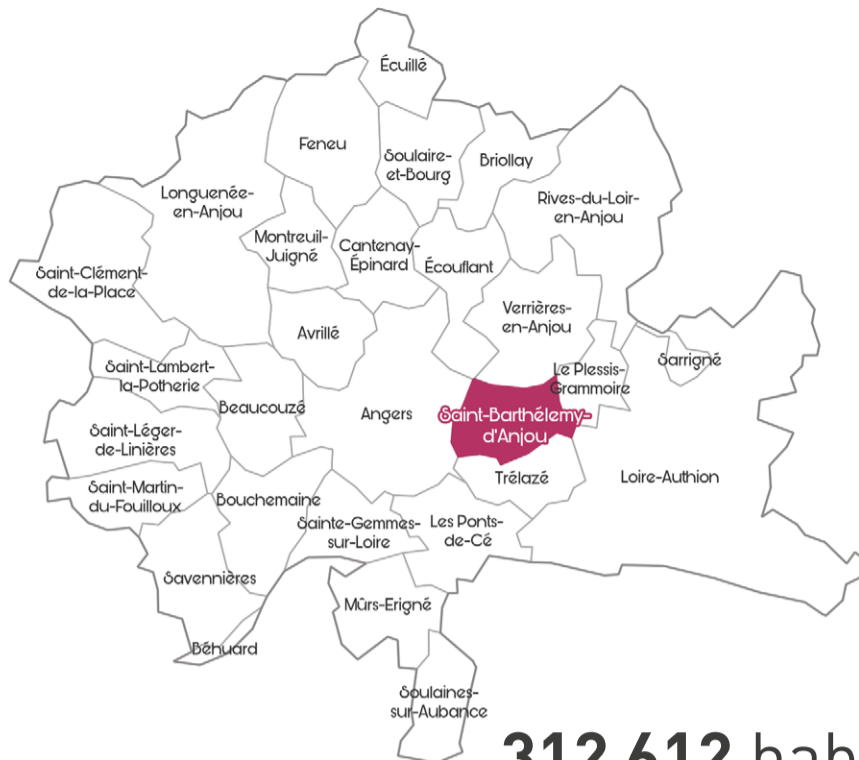 Écuillé
Feneu
Soulaire-
et-Bourg
Briollay
Longuenée-
en-Anjou
Rives-du-Loir-
en-Anjou
Montreuil-
Juigné
Cantenay-
Épinard
Écouflant
Saint-Clément-
de-la-Place
Verrières-
en-Anjou
Avrillé
Sarrigné
Saint-Lambert-
la-Potherie
Le Plessis-
Grammoire
Beaucouzé
Angers
Saint-Barthélemy-
d'Anjou
Saint-Léger-
de-Linières
Trélazé
Loire-Authion
Saint-Martin-
du-Fouilloux
Bouchemaine
Sainte-Gemmes-
sur-Loire
Les Ponts-
de-Cé
Savennières
Mûrs-Erigné
Béhuard
Soulaines-
sur-Aubance
312 612 hab